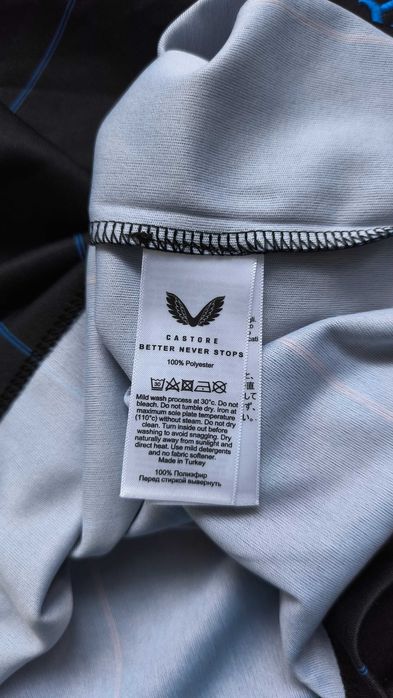 CASTORE
BETTER NEVER STOPS
100% Polyester
Mild wash process at 30°c. Do not
bleach. Do not tumble dry. Iron at
maximum sole plate temperature
(110°c) without steam. Do not dry
clean. Turn inside out before
washing to avoid snagging. Dry
naturally away from sunlight and
direct heat. Use mild detergents
and no fabric softener.
Made in Turkey
100% Полиэфир
Перед стиркой вывернуть